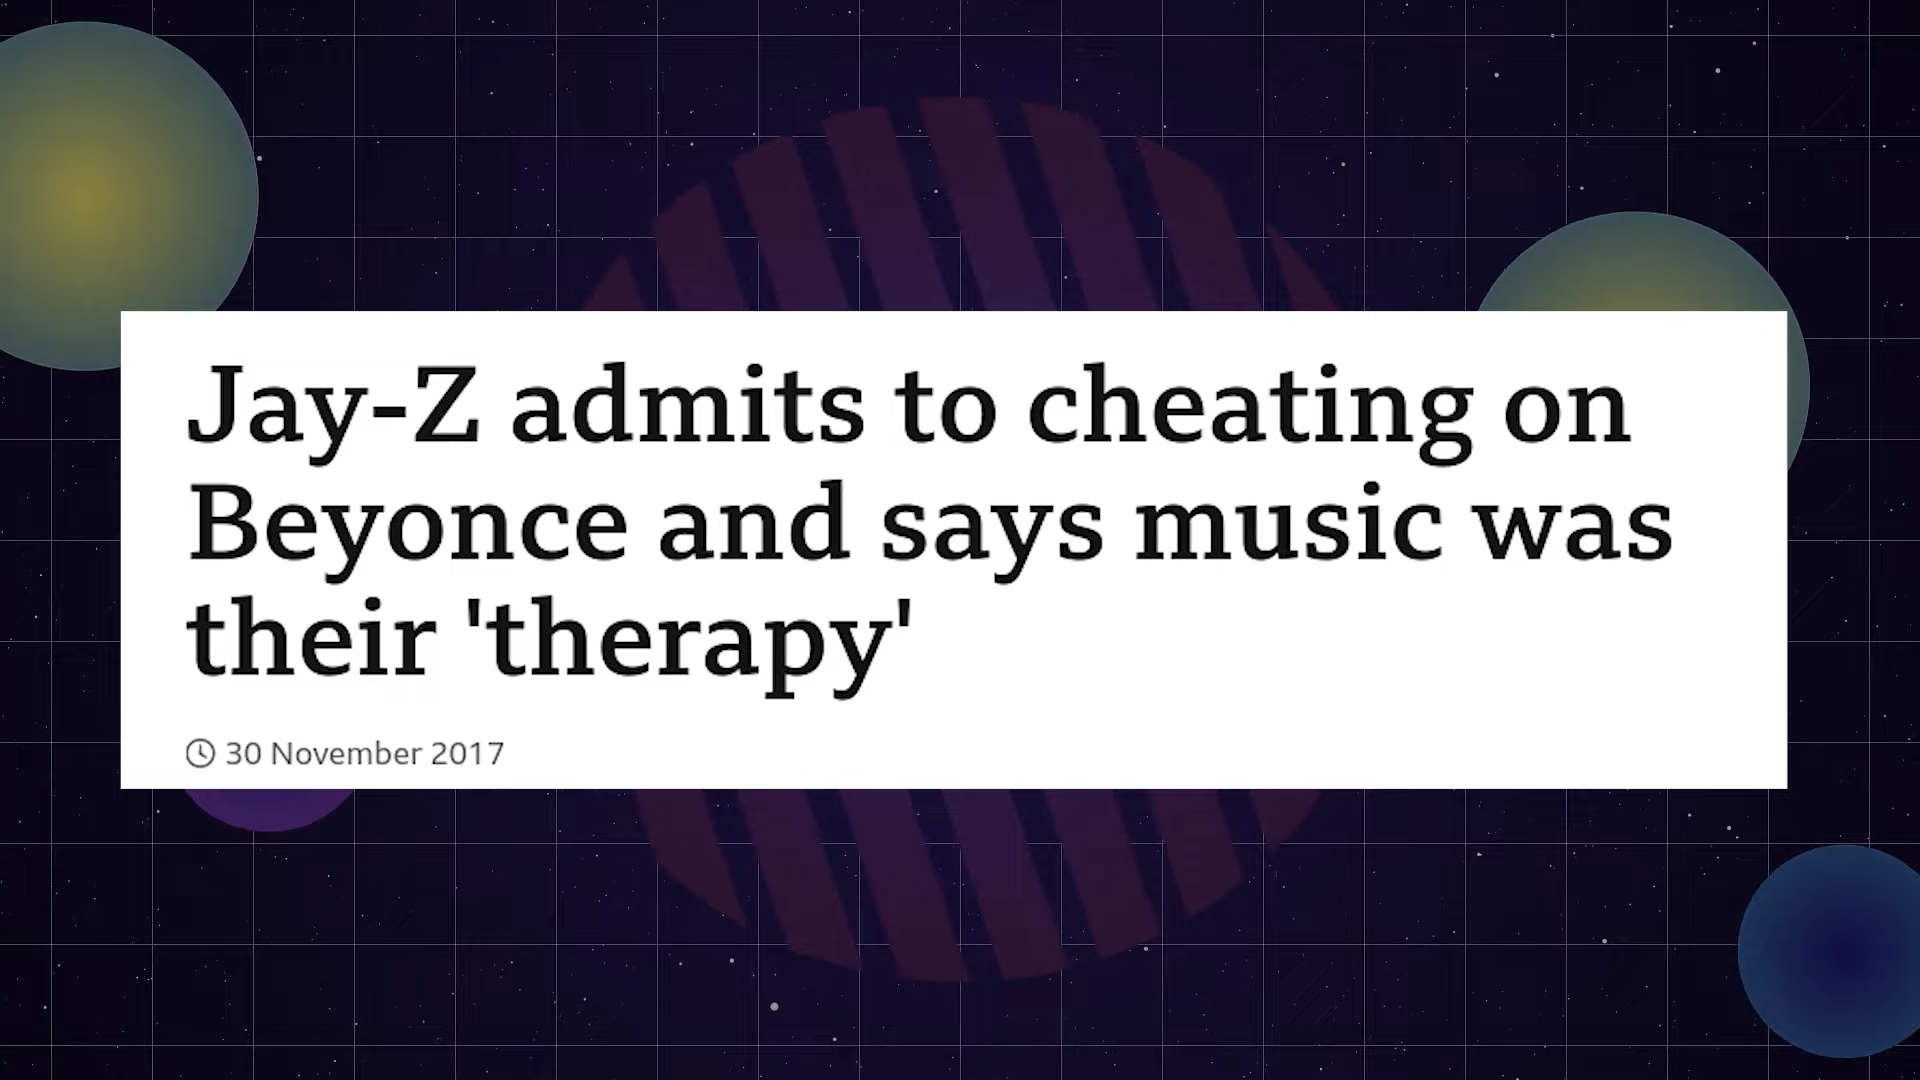 Jay-Z admits to cheating on
Beyonce and says music was
their 'therapy'
30 November 2017